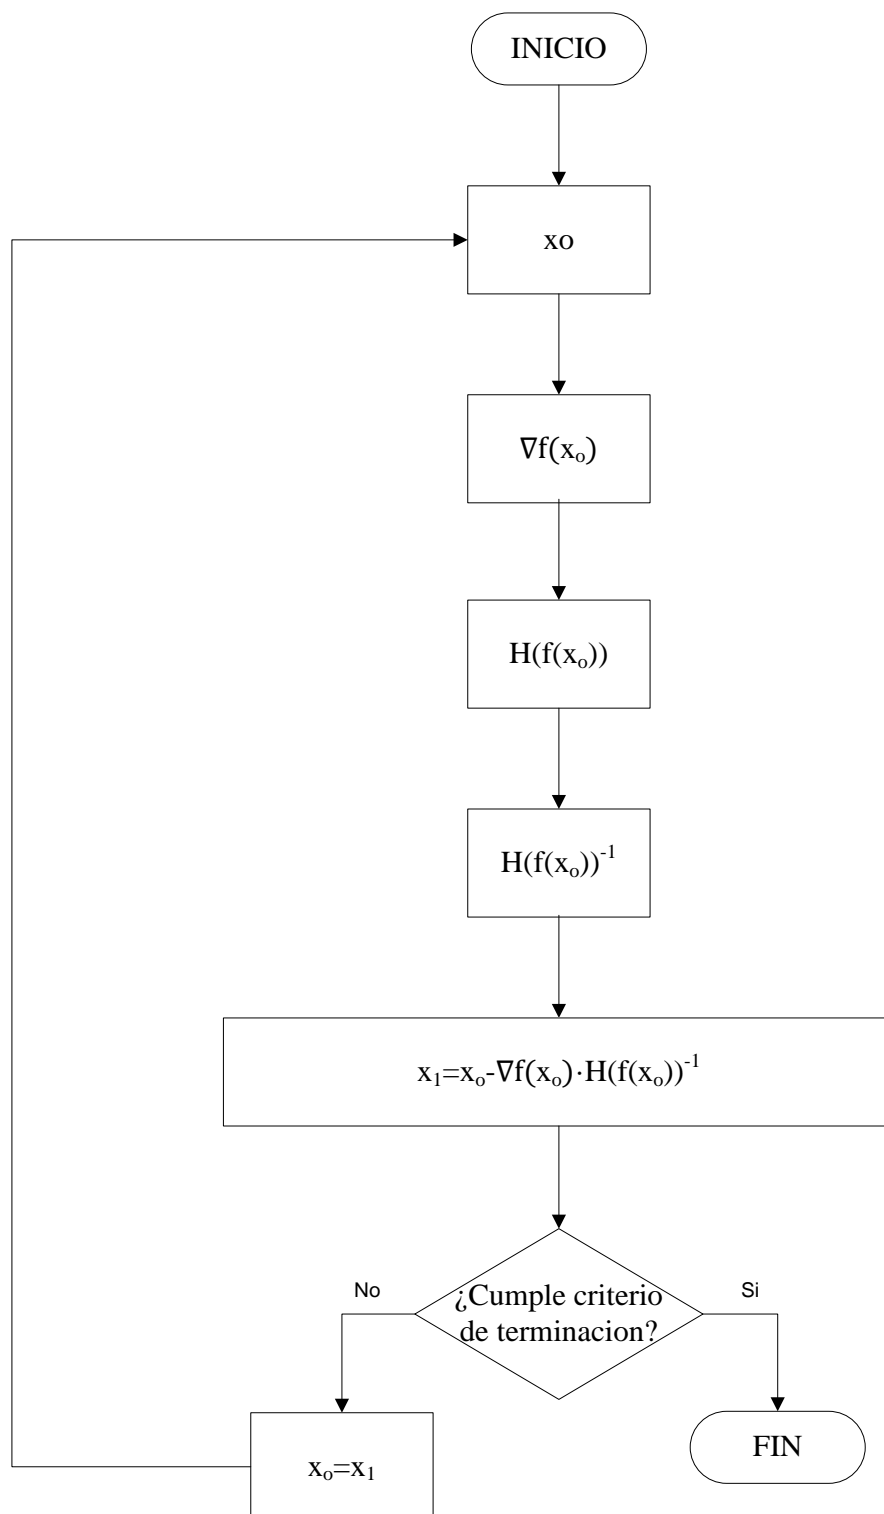 INICIO
xo
∇f(xₒ)
H(f(xₒ))
H(f(xₒ))⁻¹
x₁=xₒ-∇f(xₒ)·H(f(xₒ))⁻¹
No
¿Cumple criterio
de terminacion?
Si
xₒ=x₁
FIN